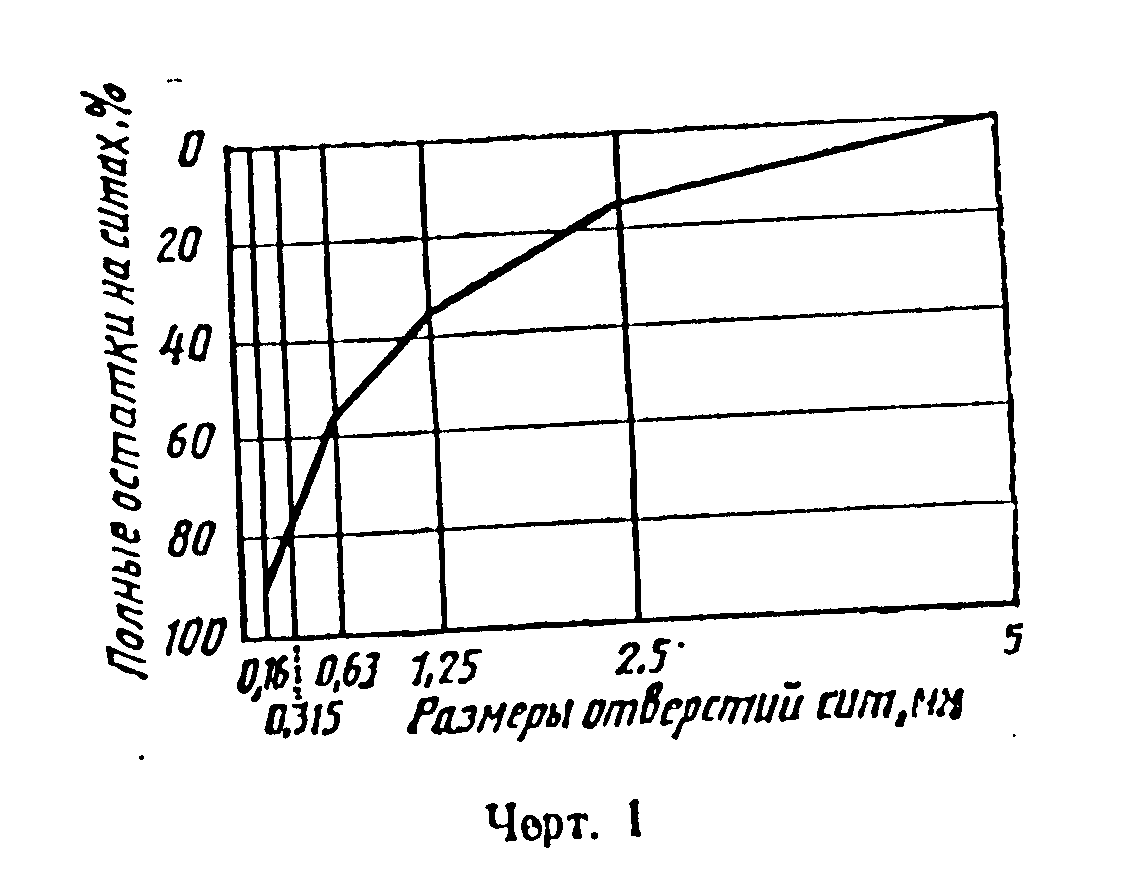 Полные остатки на ситах, %
0
20
40
60
80
100
0,16 0,63 1,25 2.5 5
0,315
Размеры отверстий сит, мм
Черт. 1